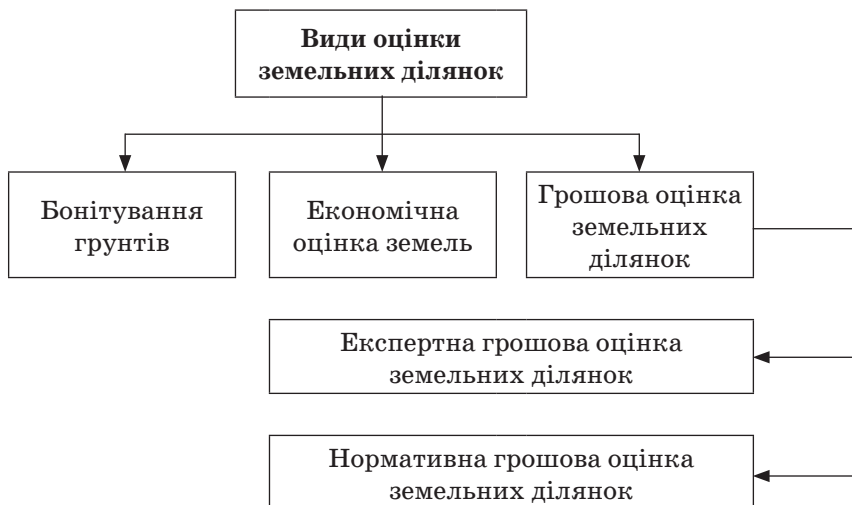 Види оцінки
земельних ділянок
Бонітування
грунтів
Економічна
оцінка земель
Грошова оцінка
земельних
ділянок
Експертна грошова оцінка
земельних ділянок
Нормативна грошова оцінка
земельних ділянок